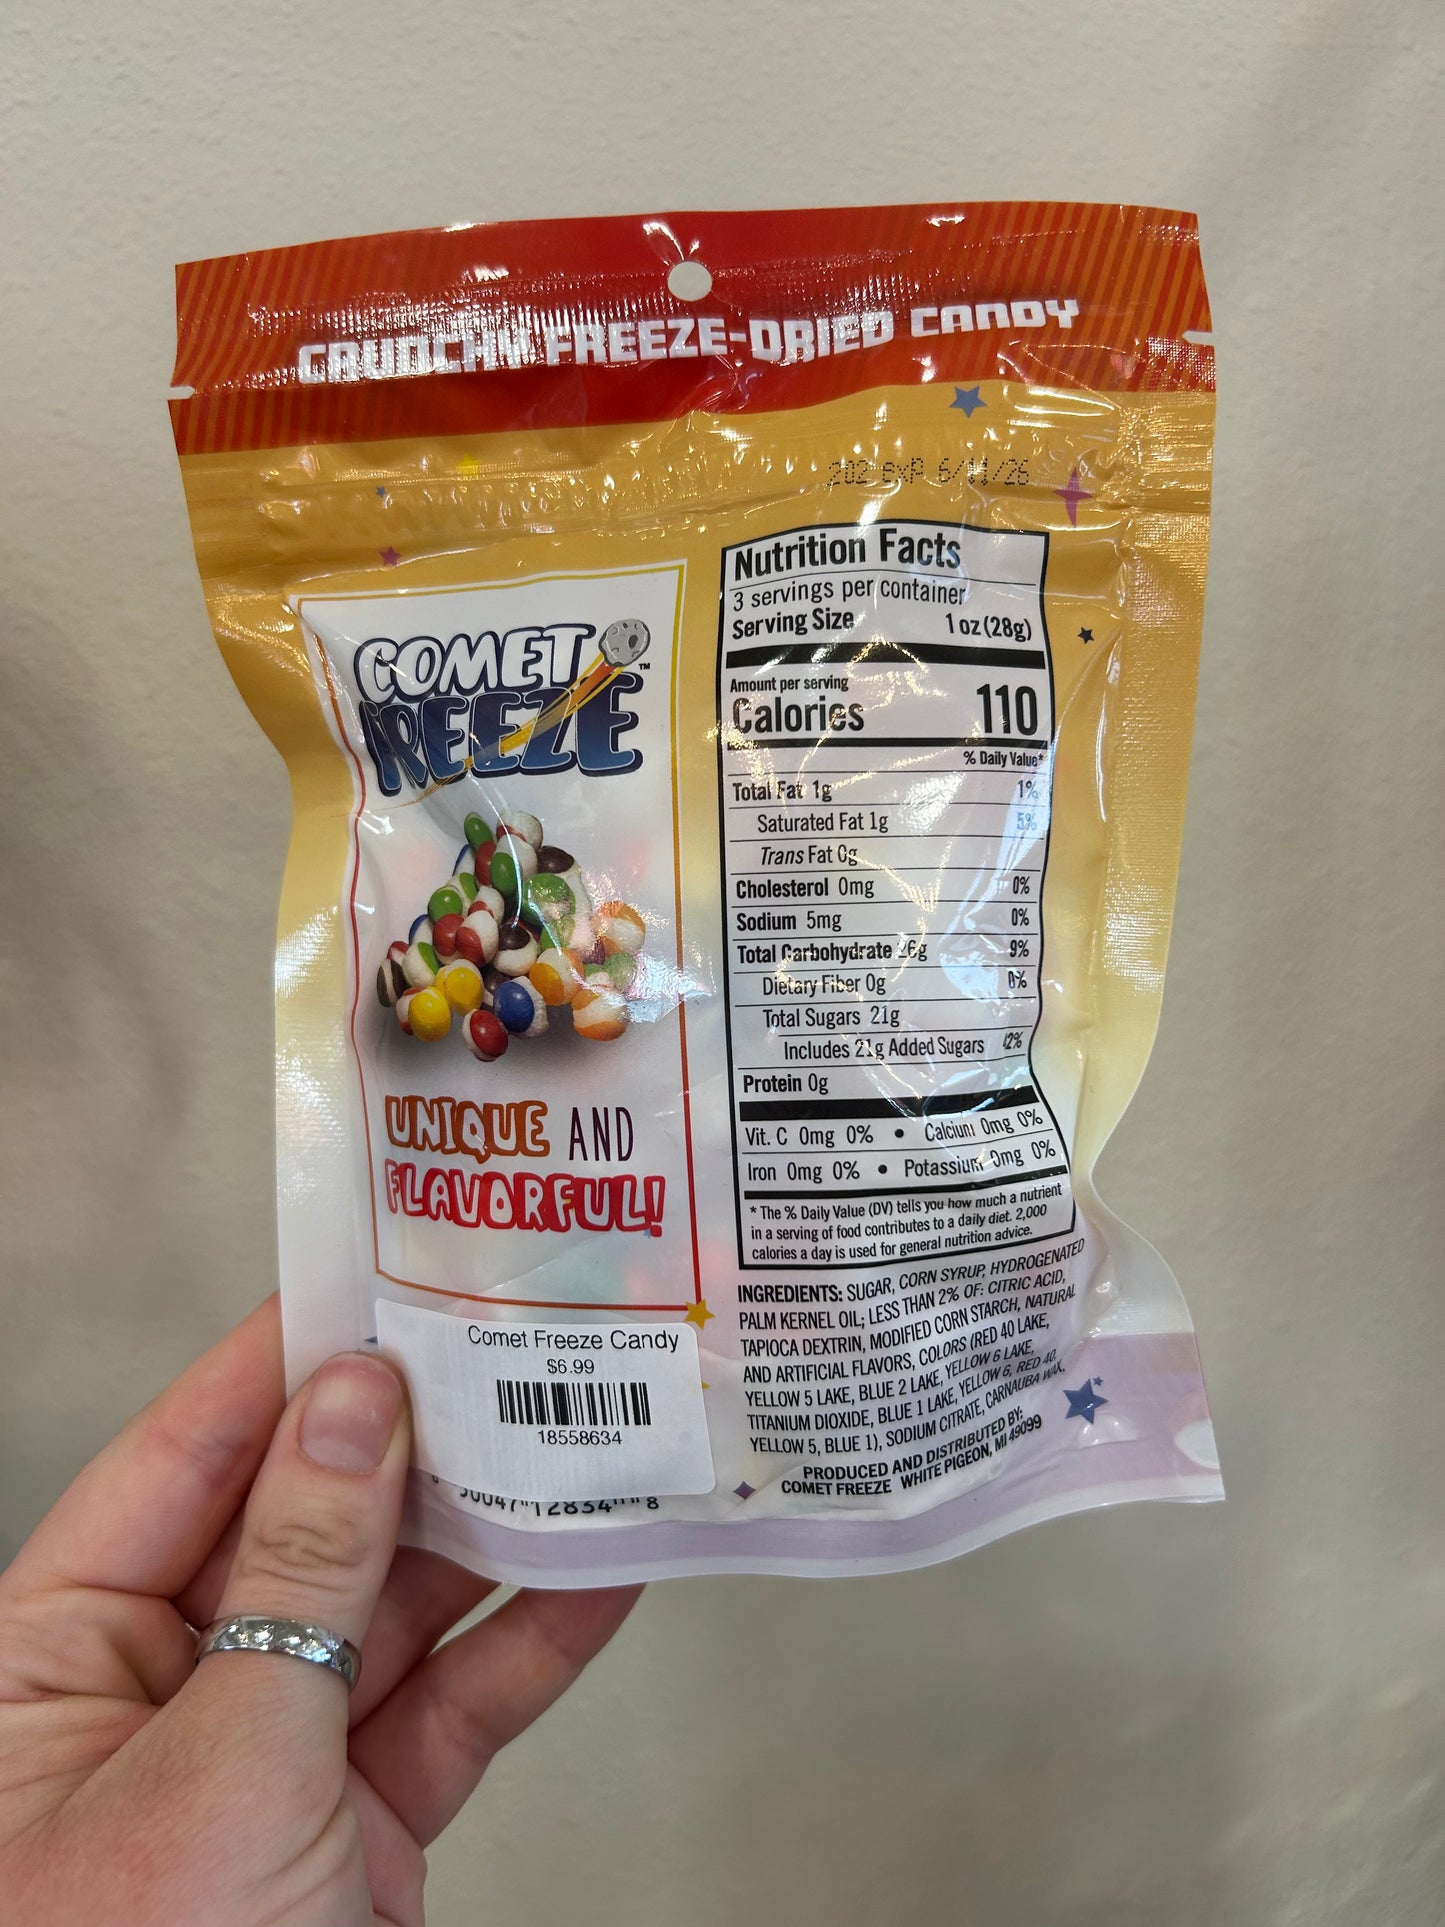 CRUNCHY FREEZE-DRIED CANDY
202 exp 6/11/26
COMET
FREEZE
™
UNIQUE AND
FLAVORFUL!
Comet Freeze Candy
$6.99
18558634
12834 8
Nutrition Facts
3 servings per container
Serving Size 1 oz (28g)
Amount per serving
Calories 110
% Daily Value*
Total Fat 1g 1%
Saturated Fat 1g 5%
Trans Fat 0g
Cholesterol 0mg 0%
Sodium 5mg 0%
Total Carbohydrate 26g 9%
Dietary Fiber 0g 0%
Total Sugars 21g
Includes 21g Added Sugars 42%
Protein 0g
Vit. C 0mg 0% • Calcium 0mg 0%
Iron 0mg 0% • Potassium 0mg 0%
* The % Daily Value (DV) tells you how much a nutrient
in a serving of food contributes to a daily diet. 2,000
calories a day is used for general nutrition advice.
INGREDIENTS: SUGAR, CORN SYRUP, HYDROGENATED
PALM KERNEL OIL; LESS THAN 2% OF: CITRIC ACID,
TAPIOCA DEXTRIN, MODIFIED CORN STARCH, NATURAL
AND ARTIFICIAL FLAVORS, COLORS (RED 40 LAKE,
YELLOW 5 LAKE, BLUE 2 LAKE, YELLOW 6 LAKE,
TITANIUM DIOXIDE, BLUE 1 LAKE, YELLOW 6, RED 40,
YELLOW 5, BLUE 1), SODIUM CITRATE, CARNAUBA WAX.
PRODUCED AND DISTRIBUTED BY:
COMET FREEZE WHITE PIGEON, MI 49099